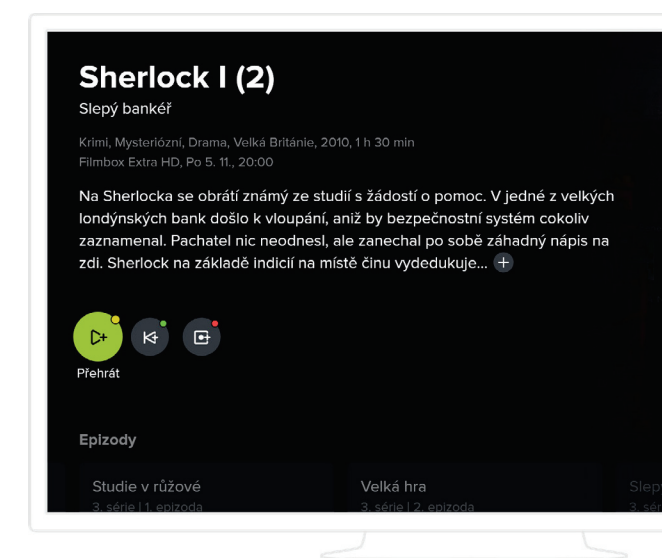 Sherlock I (2)
Slepý bankéř
Krimi, Mysteriózní, Drama, Velká Británie, 2010, 1 h 30 min
Filmbox Extra HD, Po 5. 11., 20:00
Na Sherlocka se obrátí známý ze studií s žádostí o pomoc. V jedné z velkých
londýnských bank došlo k vloupání, aniž by bezpečnostní systém cokoliv
zaznamenal. Pachatel nic neodnesl, ale zanechal po sobě záhadný nápis na
zdi. Sherlock na základě indicií na místě činu vydedukuje...
Přehrát
Epizody
Studie v růžové
3. série | 1. epizoda
Velká hra
3. série | 2. epizoda